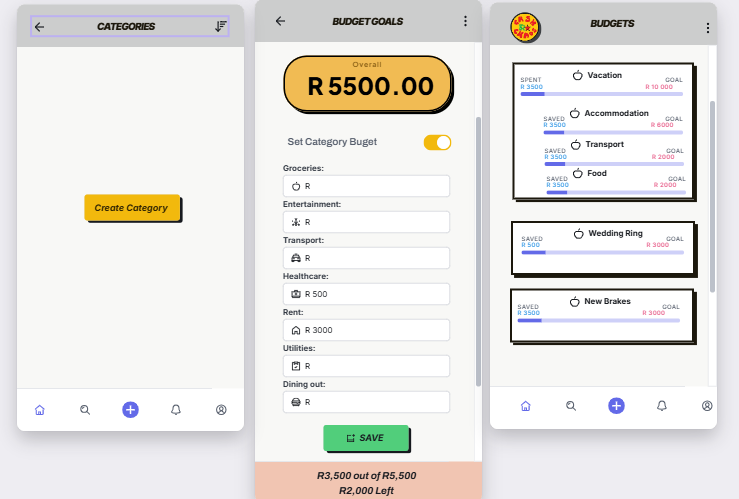 CATEGORIES
Create Category
BUDGET GOALS
Overall
R 5500.00
Set Category Buget
Groceries:
R
Entertainment:
R
Transport:
R
Healthcare:
R 500
Rent:
R 3000
Utilities:
R
Dining out:
R
SAVE
R3,500 out of R5,500
R2,000 Left
CASH CHAOS
BUDGETS
Vacation
SPENT GOAL
R 3500 R 10 000
Accommodation
SAVED GOAL
R 3500 R 6000
Transport
SAVED GOAL
R 3500 R 2000
Food
SAVED GOAL
R 3500 R 2000
Wedding Ring
SAVED GOAL
R 500 R 3000
New Brakes
SAVED GOAL
R 3500 R 3000